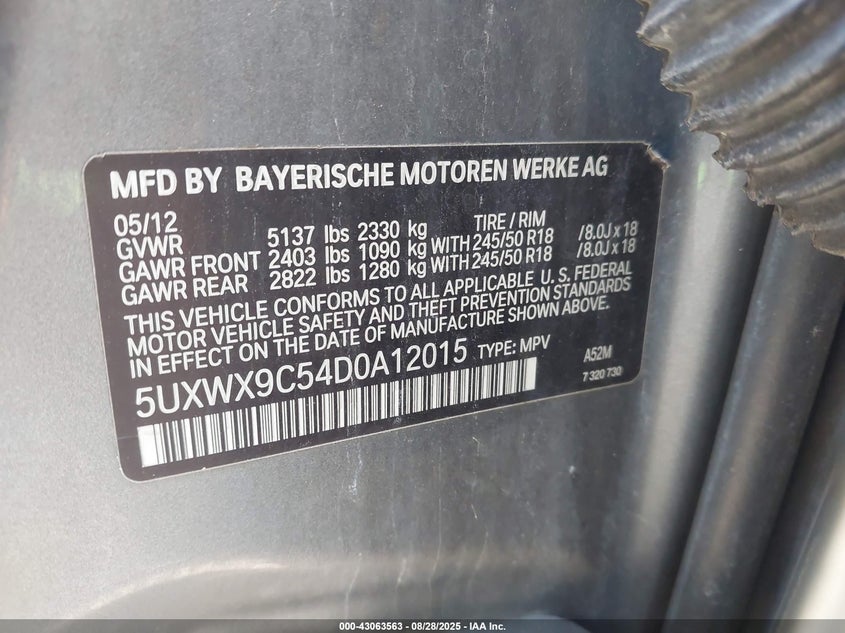 MFD BY BAYERISCHE MOTOREN WERKE AG
05/12 TIRE / RIM
GVWR 5137 lbs 2330 kg
GAWR FRONT 2403 lbs 1090 kg WITH 245/50 R18 /8.0J x 18
GAWR REAR 2822 lbs 1280 kg WITH 245/50 R18 /8.0J x 18
THIS VEHICLE CONFORMS TO ALL APPLICABLE U.S. FEDERAL
MOTOR VEHICLE SAFETY AND THEFT PREVENTION STANDARDS
IN EFFECT ON THE DATE OF MANUFACTURE SHOWN ABOVE.
5UXWX9C54D0A12015 TYPE: MPV A52M
7 320 730
000-43063563 | 08/28/2025 - IAA Inc.